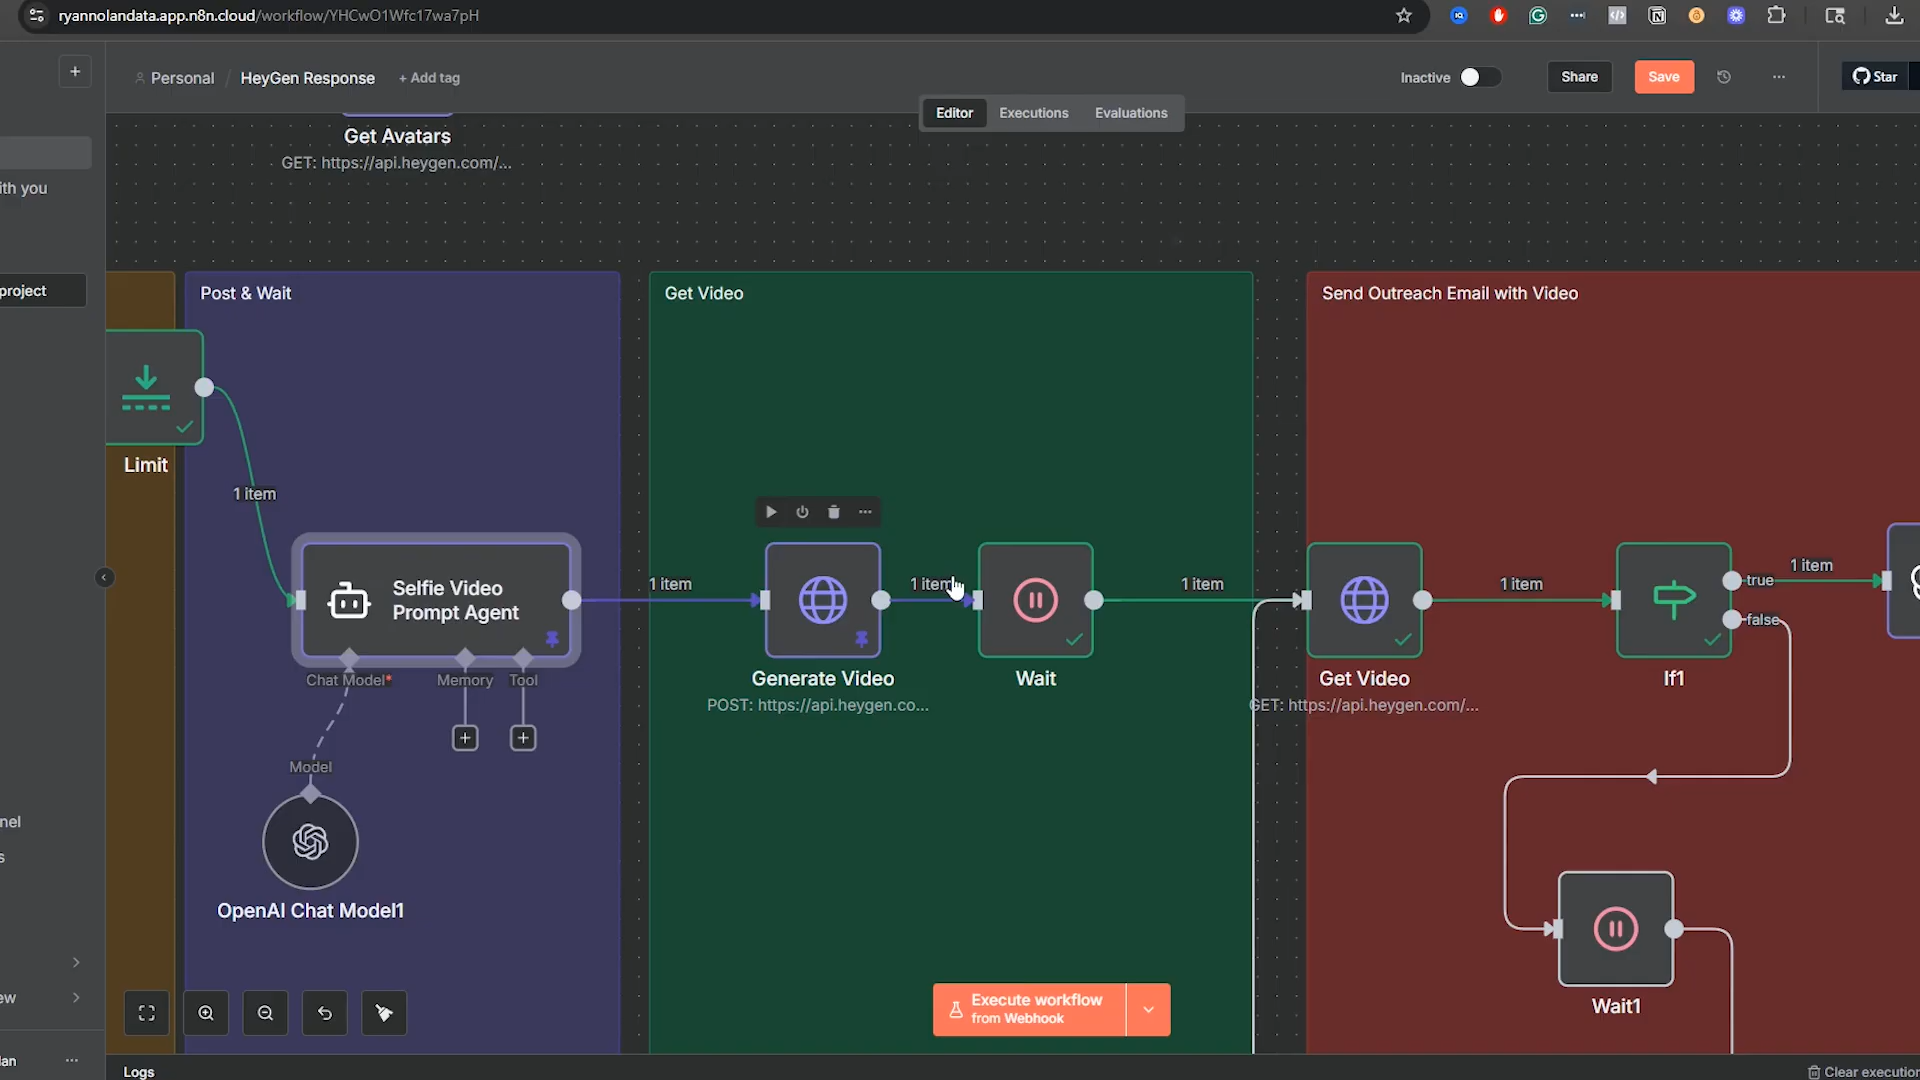 ryannolandata.app.n8n.cloud/workflow/YHCwO1Wfc17wa7pH
Personal / HeyGen Response + Add tag
Inactive
Share
Save
Star
Editor Executions Evaluations
Get Avatars
GET: https://api.heygen.com/...
ith you
project
Post & Wait
Get Video
Send Outreach Email with Video
Limit
1 item
Selfie Video
Prompt Agent
1 item
1 item
1 item
1 item
1 item
true
false
Chat Model*
Memory
Tool
Generate Video
POST: https://api.heygen.co...
Wait
Get Video
GET: https://api.heygen.com/...
If1
Model
OpenAI Chat Model1
nel
s
ew
Wait1
Execute workflow
from Webhook
lan
Logs
Clear execution